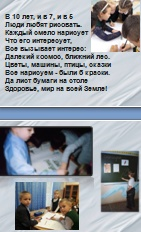 В 10 лет, и в 7, и в 5
Люди любят рисовать.
Каждый смело нарисует
Что его интересует,
Все вызывает интерес:
Далекий космос, ближний лес.
Цветы, машины, птицы, сказки
Все нарисуем - были б краски.
Да лист бумаги на столе
Здоровье, мир на всей Земле!